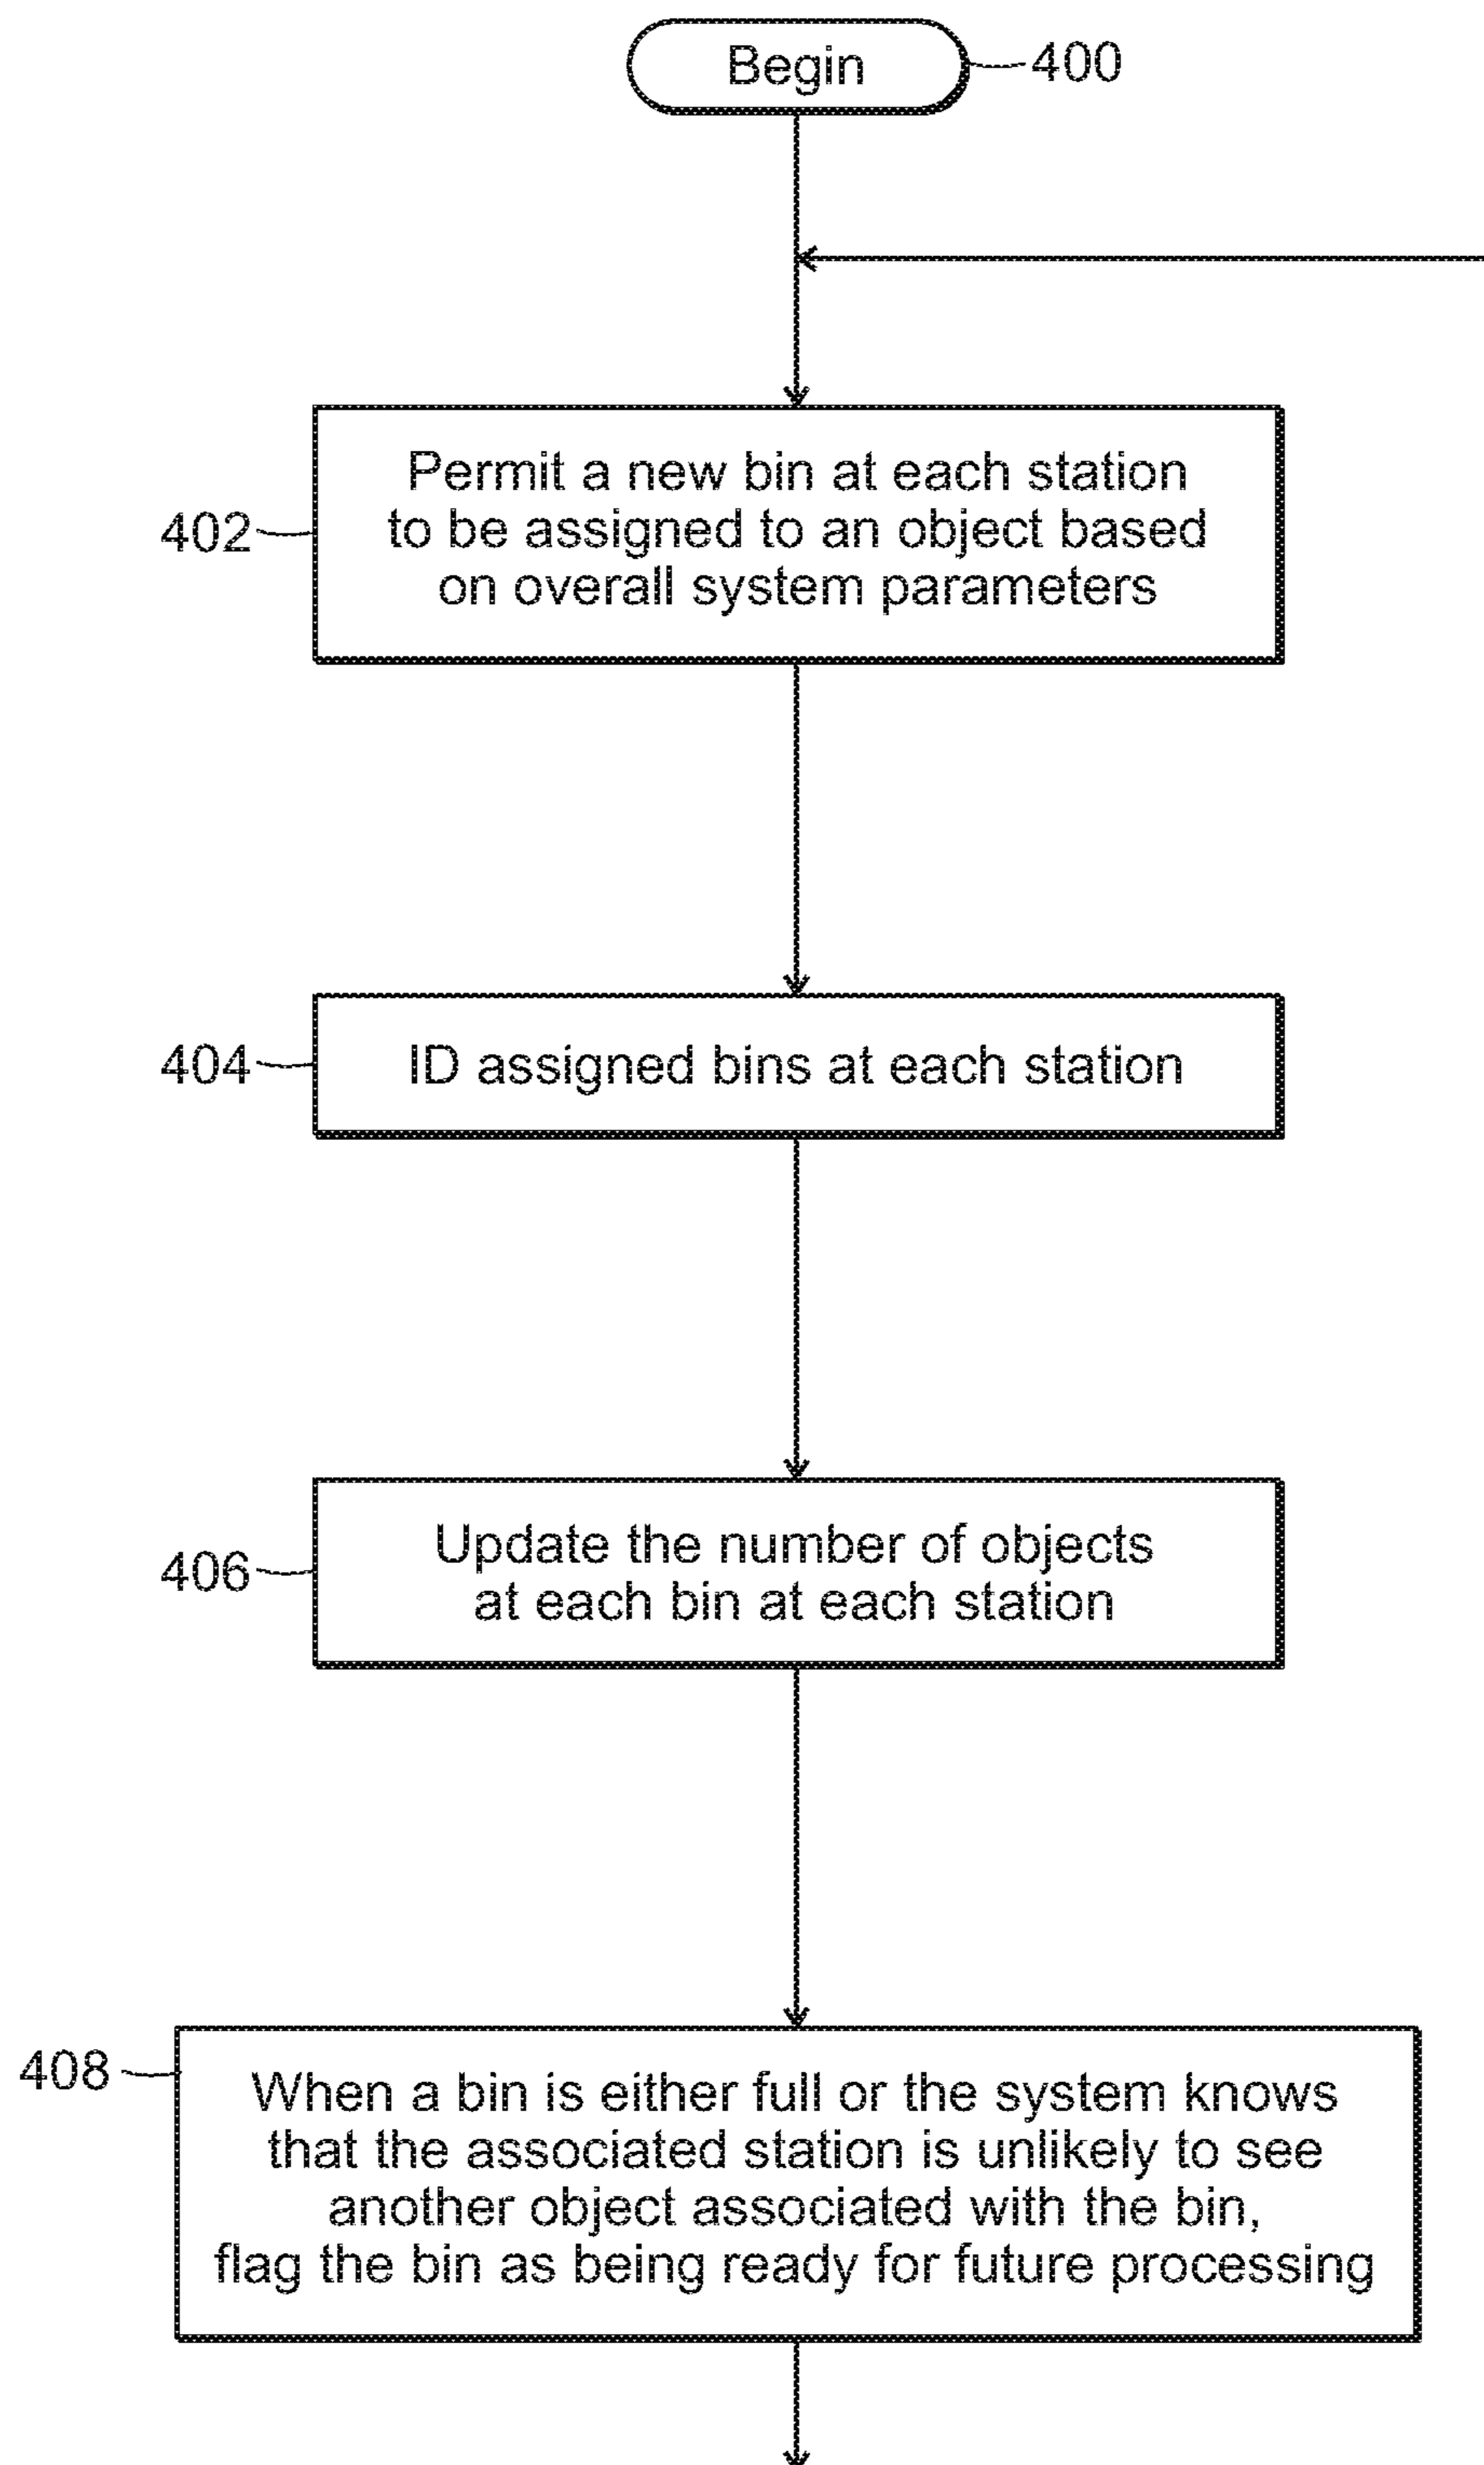 Begin
400
Permit a new bin at each station
to be assigned to an object based
on overall system parameters
402
ID assigned bins at each station
404
Update the number of objects
at each bin at each station
406
408
When a bin is either full or the system knows
that the associated station is unlikely to see
another object associated with the bin,
flag the bin as being ready for future processing